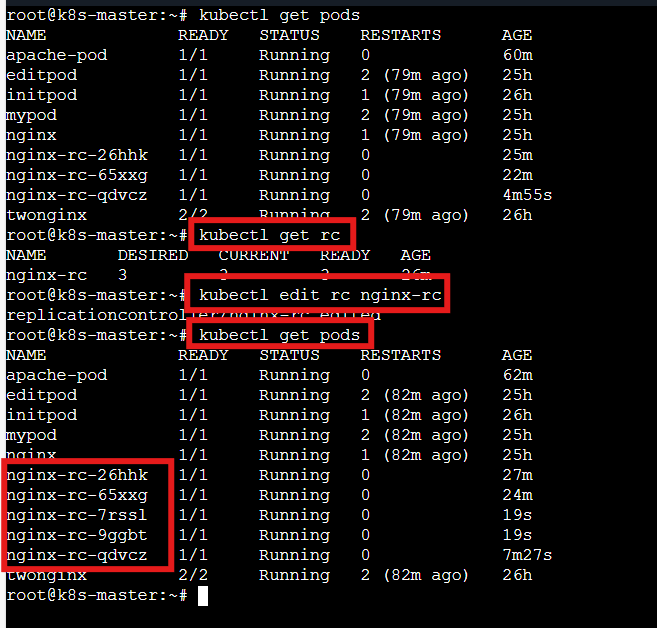 root@k8s-master:~# kubectl get pods
NAME READY STATUS RESTARTS AGE
apache-pod 1/1 Running 0 60m
editpod 1/1 Running 2 (79m ago) 25h
initpod 1/1 Running 1 (79m ago) 26h
mypod 1/1 Running 2 (79m ago) 25h
nginx 1/1 Running 1 (79m ago) 25h
nginx-rc-26hhk 1/1 Running 0 25m
nginx-rc-65xxg 1/1 Running 0 22m
nginx-rc-qdvcz 1/1 Running 0 4m55s
twonginx 2/2 Running 2 (79m ago) 26h
root@k8s-master:~# kubectl get rc
NAME DESIRED CURRENT READY AGE
nginx-rc 3 3 3 26m
root@k8s-master:~# kubectl edit rc nginx-rc
replicationcontroller/nginx-rc edited
root@k8s-master:~# kubectl get pods
NAME READY STATUS RESTARTS AGE
apache-pod 1/1 Running 0 62m
editpod 1/1 Running 2 (82m ago) 25h
initpod 1/1 Running 1 (82m ago) 26h
mypod 1/1 Running 2 (82m ago) 25h
nginx 1/1 Running 1 (82m ago) 25h
nginx-rc-26hhk 1/1 Running 0 27m
nginx-rc-65xxg 1/1 Running 0 24m
nginx-rc-7rssl 1/1 Running 0 19s
nginx-rc-9ggbt 1/1 Running 0 19s
nginx-rc-qdvcz 1/1 Running 0 7m27s
twonginx 2/2 Running 2 (82m ago) 26h
root@k8s-master:~#